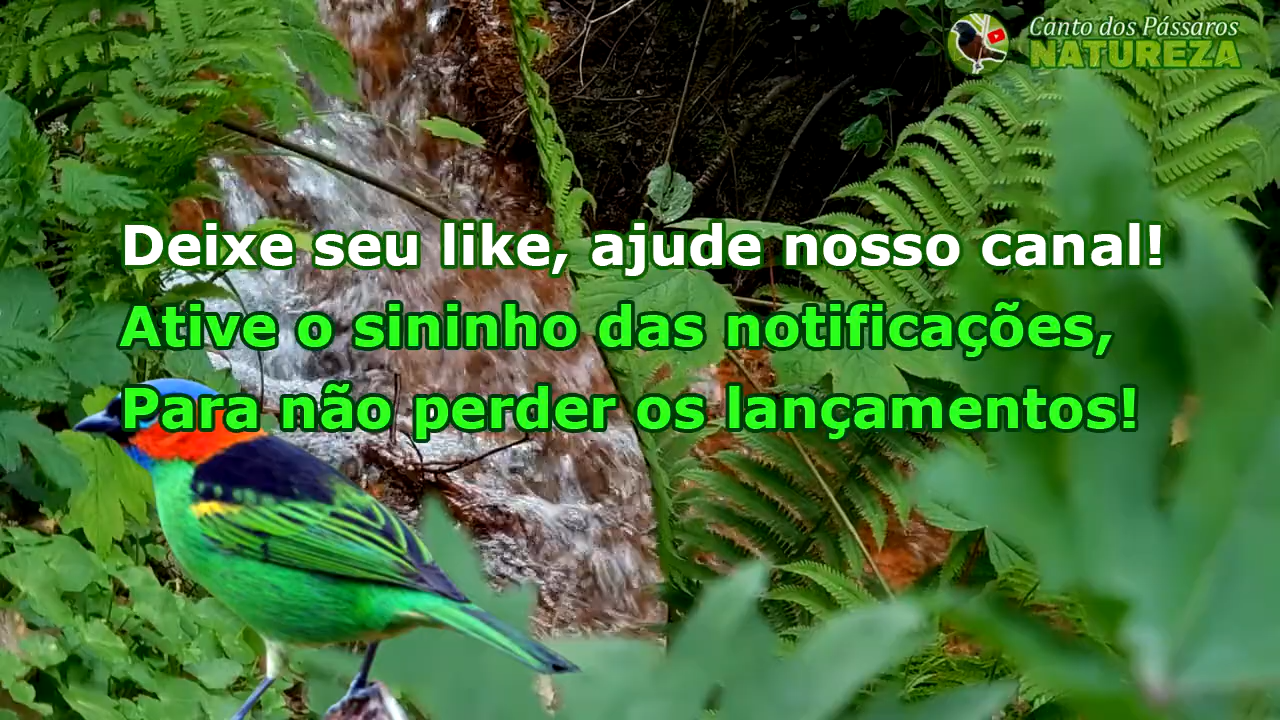 Canto dos Pássaros
NATUREZA
Deixe seu like, ajude nosso canal!
Ative o sininho das notificações,
Para não perder os lançamentos!